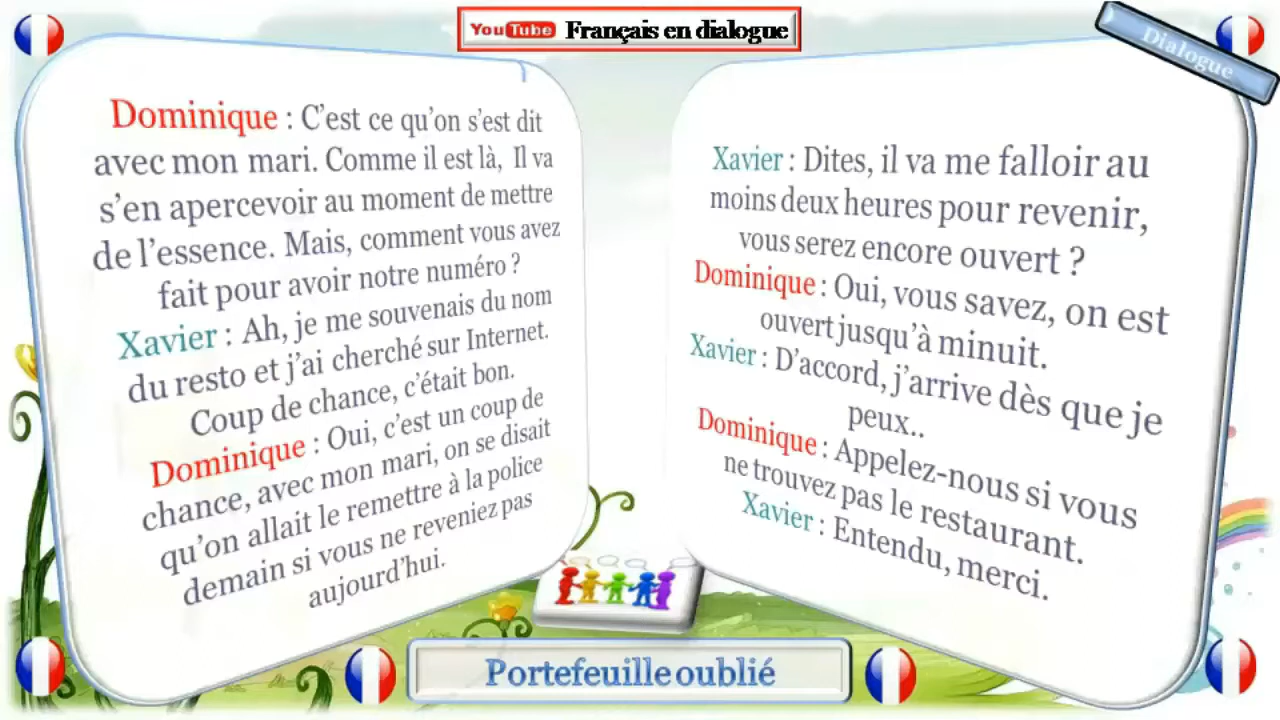 YouTube Français en dialogue
Dialogue
Dominique : C'est ce qu'on s'est dit
avec mon mari. Comme il est là, Il va
s'en apercevoir au moment de mettre
de l'essence. Mais, comment vous avez
fait pour avoir notre numéro ?
Xavier : Ah, je me souvenais du nom
du resto et j'ai cherché sur Internet.
Coup de chance, c'était bon.
Dominique : Oui, c'est un coup de
chance, avec mon mari, on se disait
qu'on allait le remettre à la police
demain si vous ne reveniez pas
aujourd'hui.
Xavier : Dites, il va me falloir au
moins deux heures pour revenir,
vous serez encore ouvert ?
Dominique : Oui, vous savez, on est
ouvert jusqu'à minuit.
Xavier : D'accord, j'arrive dès que je
peux..
Dominique : Appelez-nous si vous
ne trouvez pas le restaurant.
Xavier : Entendu, merci.
Portefeuille oublié